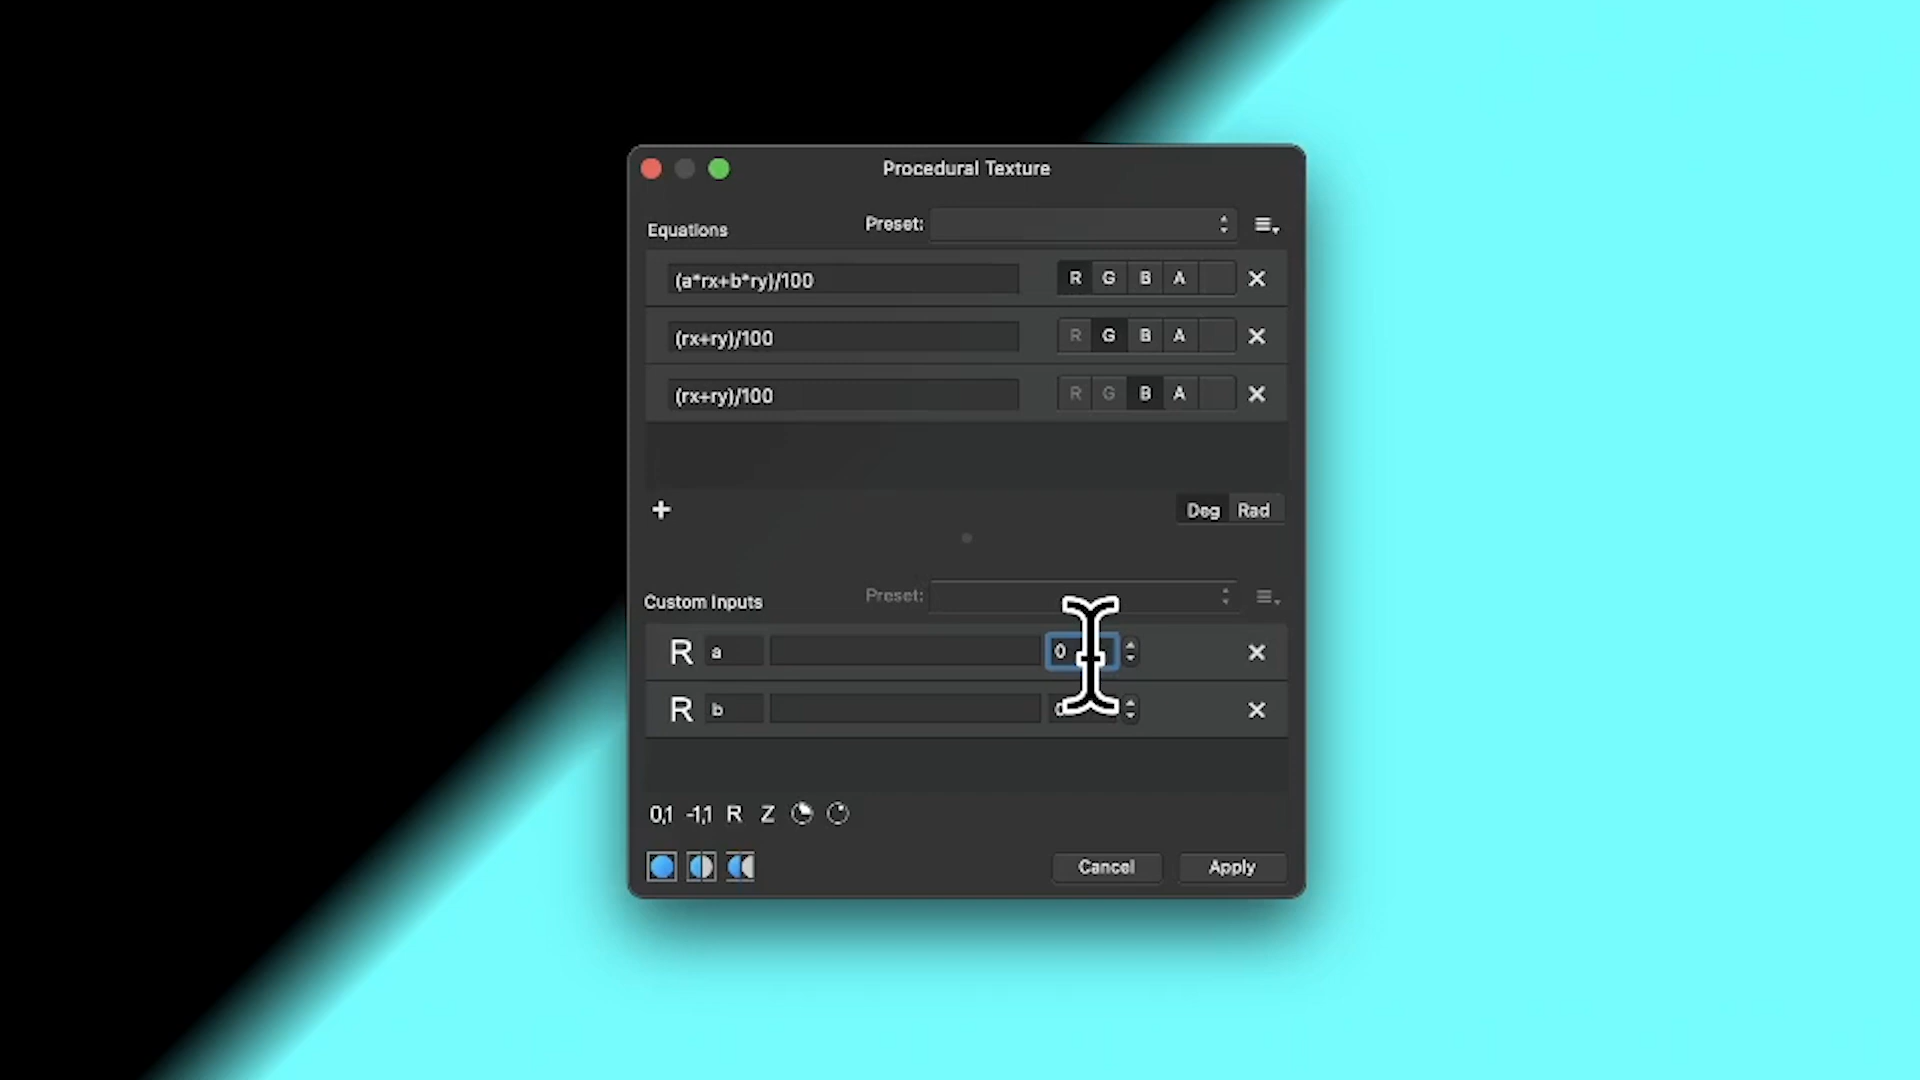 Procedural Texture
Equations
Preset:
(a*rx+b*ry)/100
R G B A
(rx+ry)/100
R G B A
(rx+ry)/100
R G B A
+
Deg Rad
Custom Inputs
Preset:
R a 0
R b
0,1 -1,1 R Z
Cancel Apply